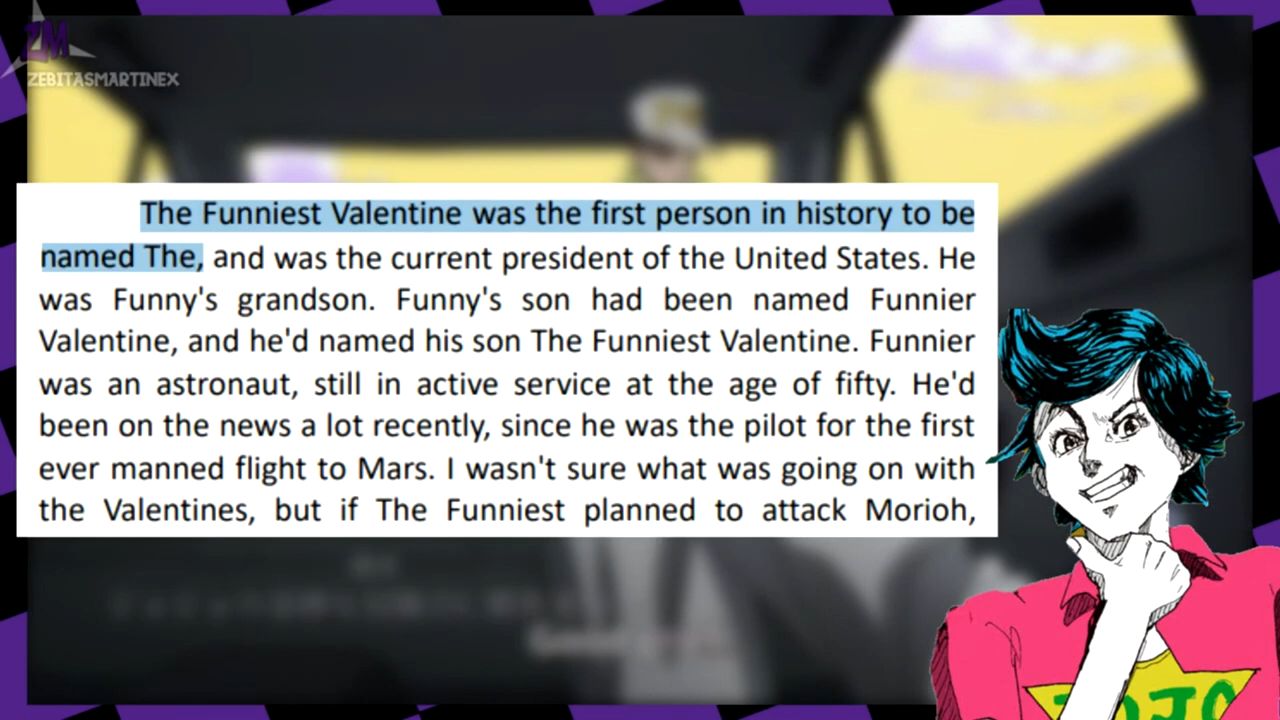 ZM
ZEBITASMARTINEX
The Funniest Valentine was the first person in history to be
named The, and was the current president of the United States. He
was Funny's grandson. Funny's son had been named Funnier
Valentine, and he'd named his son The Funniest Valentine. Funnier
was an astronaut, still in active service at the age of fifty. He'd
been on the news a lot recently, since he was the pilot for the first
ever manned flight to Mars. I wasn't sure what was going on with
the Valentines, but if The Funniest planned to attack Morioh,
JOJO